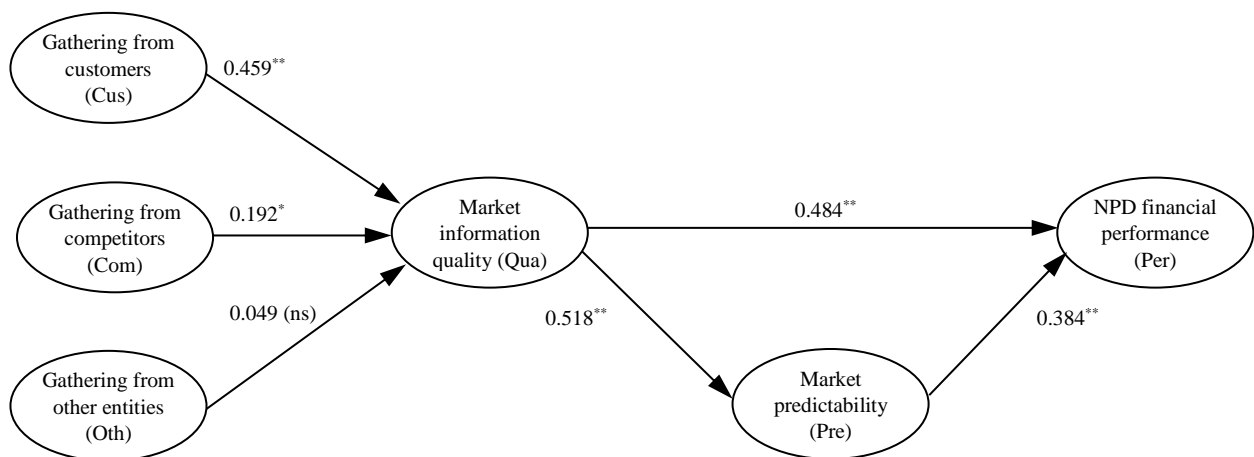 Gathering from
customers
(Cus)
0.459**
Gathering from
competitors
(Com)
0.192*
Gathering from
other entities
(Oth)
0.049 (ns)
Market
information
quality (Qua)
0.484**
0.518**
Market
predictability
(Pre)
0.384**
NPD financial
performance
(Per)